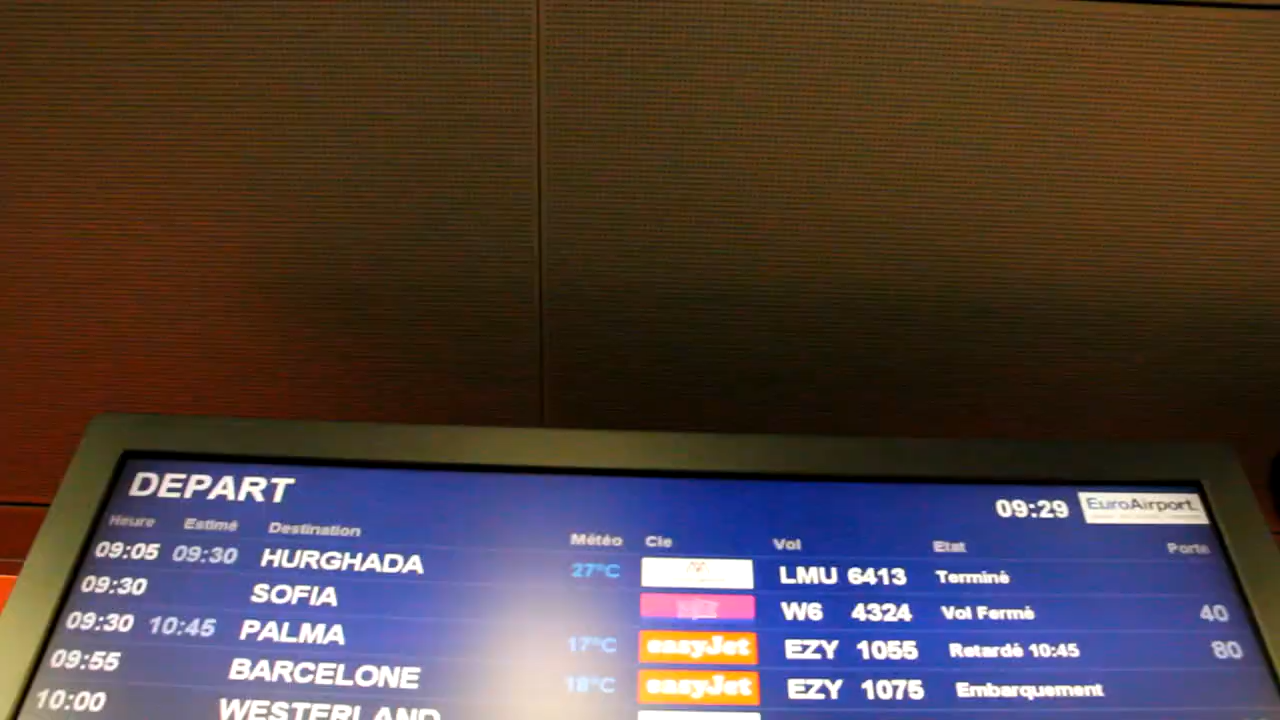 DEPART 09:29 EuroAirport
Heure Estimé Destination Météo Cie Vol Etat Porte
09:05 09:30 HURGHADA 27°C LMU 6413 Terminé
09:30 SOFIA W6 4324 Vol Fermé 40
09:30 10:45 PALMA 17°C easyJet EZY 1055 Retardé 10:45 80
09:55 BARCELONE 18°C easyJet EZY 1075 Embarquement
10:00 WESTERLAND